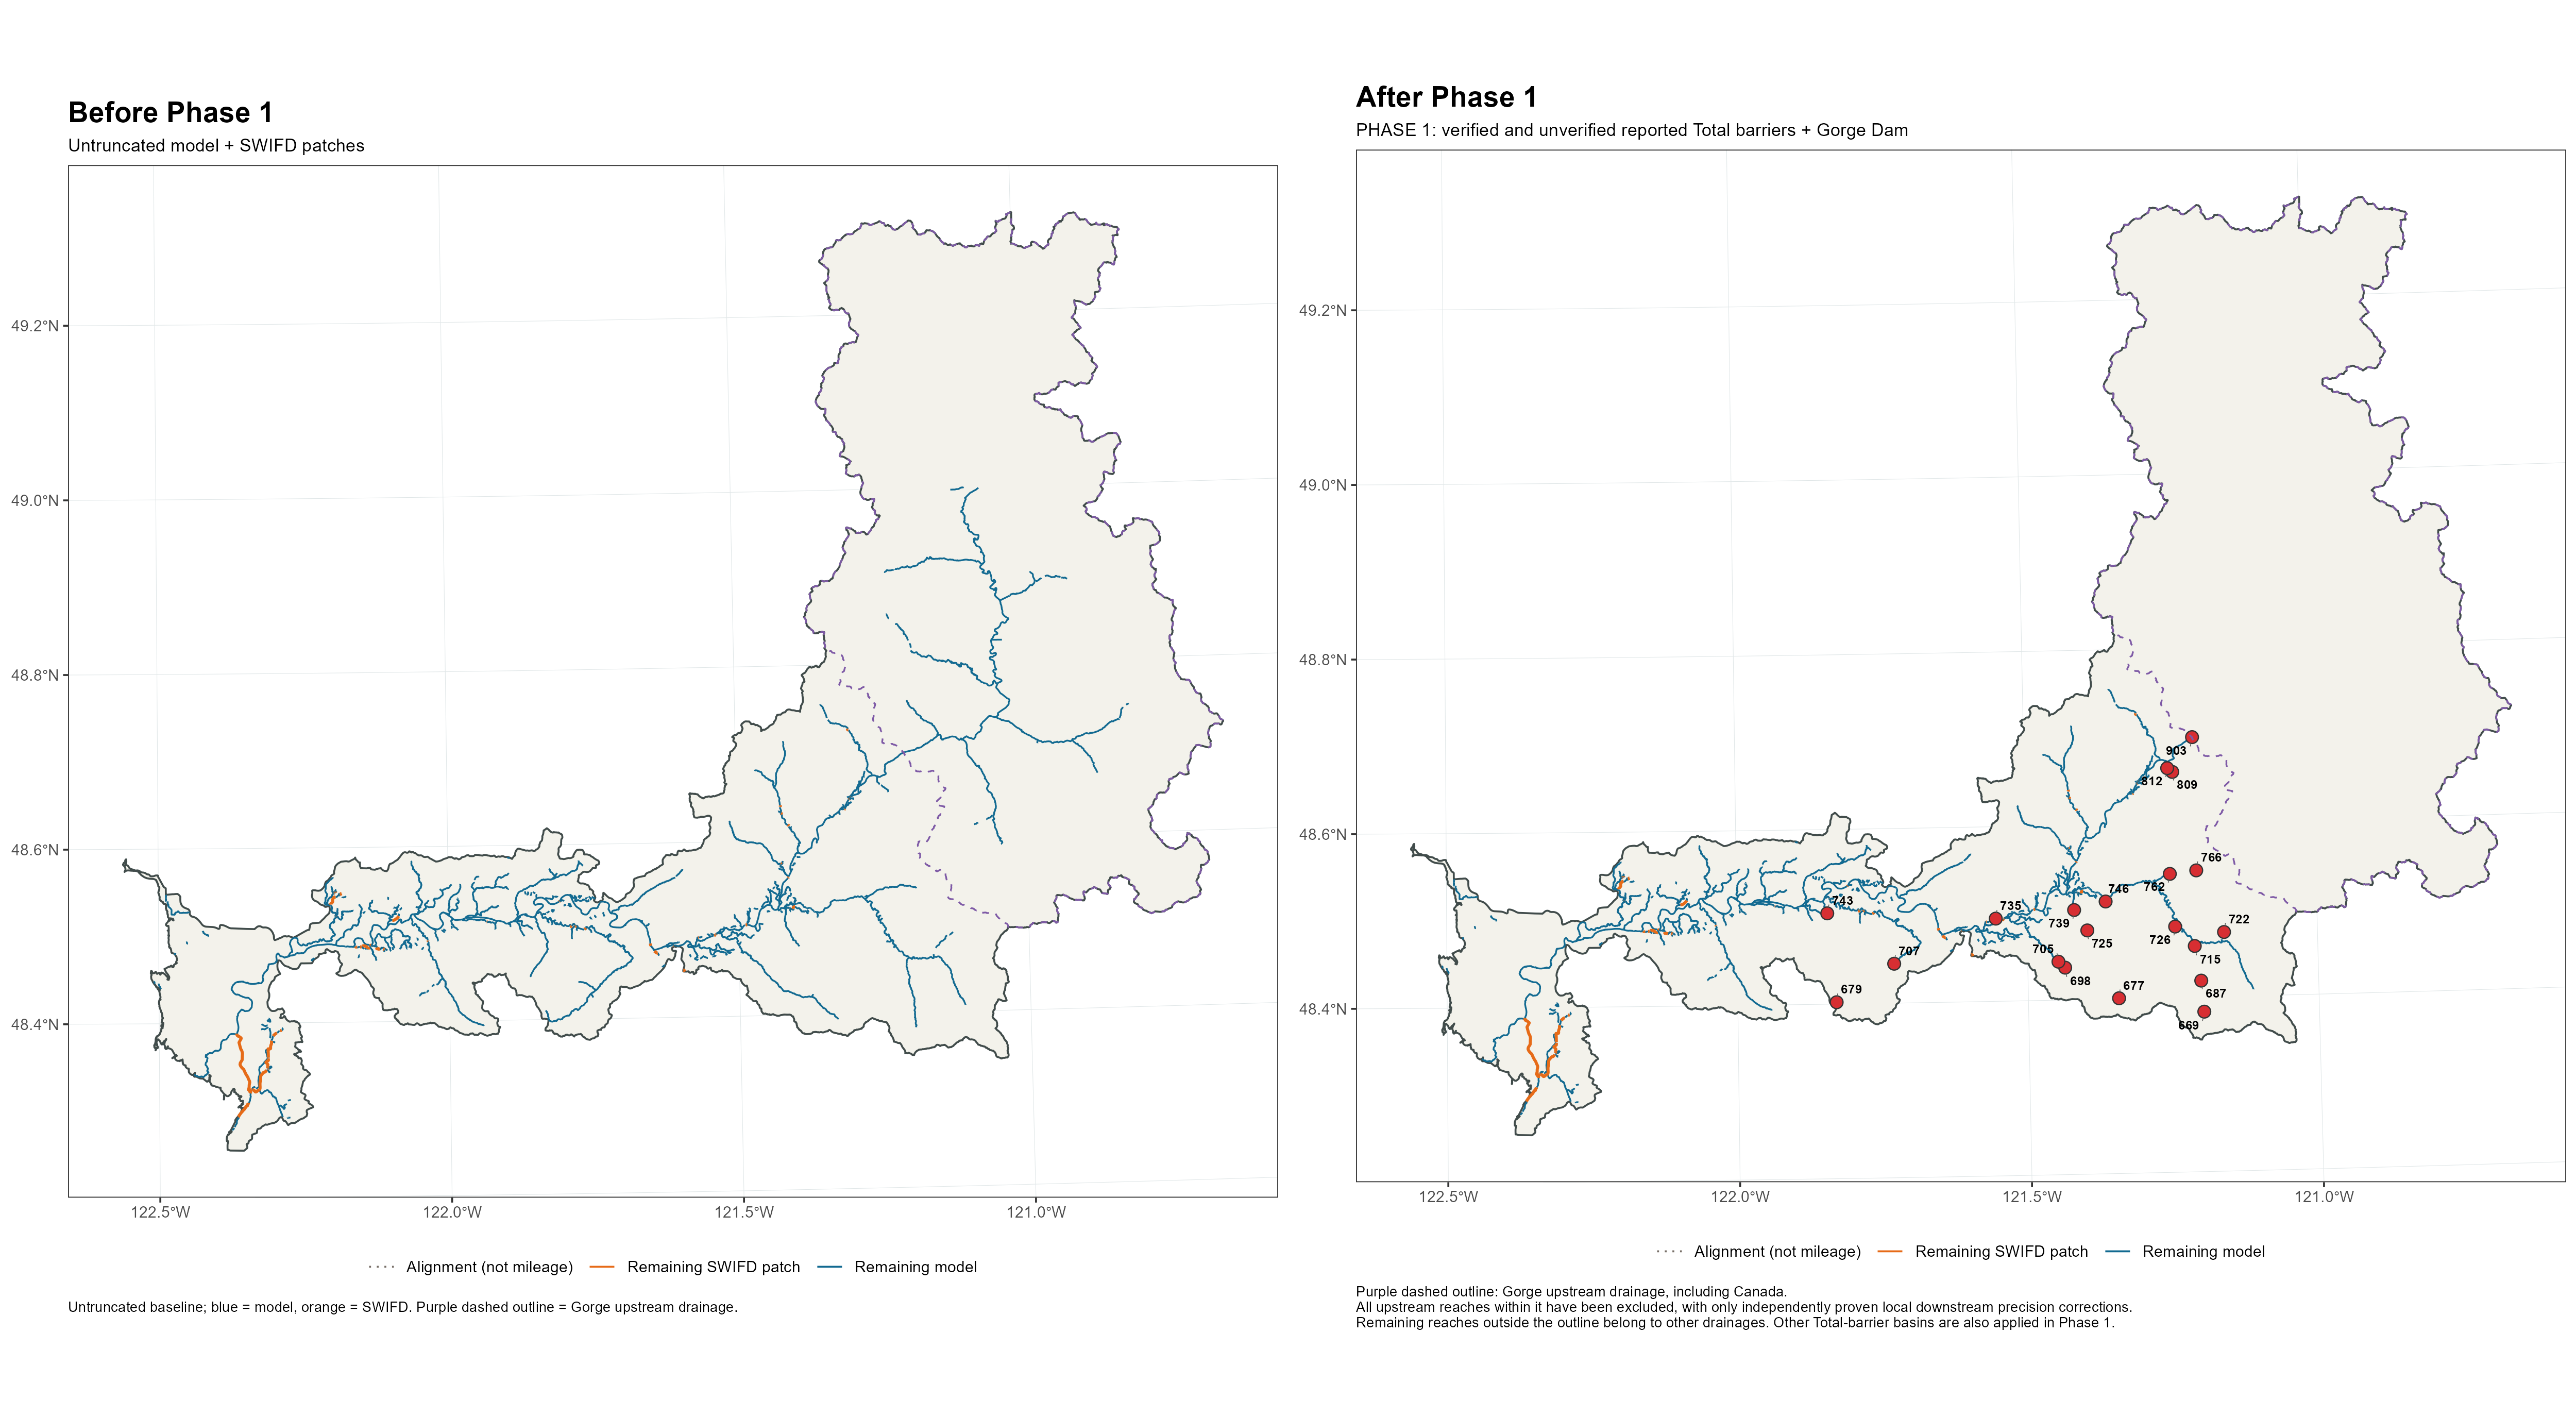 Before Phase 1
Untruncated model + SWIFD patches
49.2°N
49.0°N
48.8°N
48.6°N
48.4°N
122.5°W
122.0°W
121.5°W
121.0°W
Alignment (not mileage)
Remaining SWIFD patch
Remaining model
Untruncated baseline; blue = model, orange = SWIFD. Purple dashed outline = Gorge upstream drainage.
After Phase 1
PHASE 1: verified and unverified reported Total barriers + Gorge Dam
49.2°N
49.0°N
48.8°N
48.6°N
48.4°N
903
812
809
766
762
746
743
735
739
722
725
726
707
705
715
698
679
677
687
669
122.5°W
122.0°W
121.5°W
121.0°W
Alignment (not mileage)
Remaining SWIFD patch
Remaining model
Purple dashed outline: Gorge upstream drainage, including Canada.
All upstream reaches within it have been excluded, with only independently proven local downstream precision corrections.
Remaining reaches outside the outline belong to other drainages. Other Total-barrier basins are also applied in Phase 1.